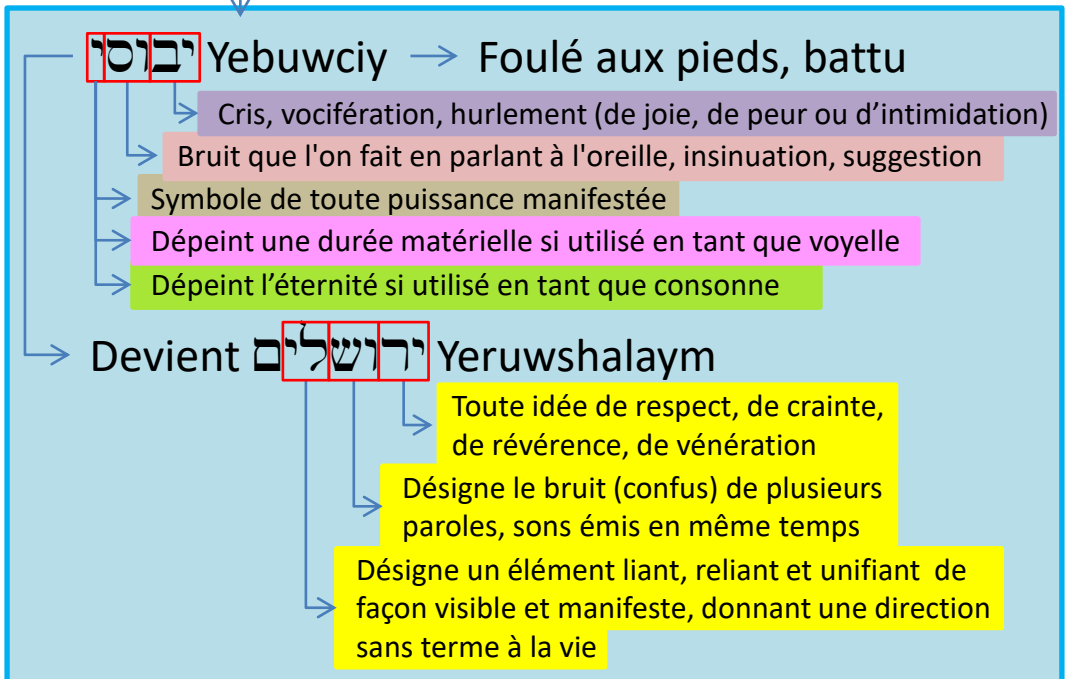 יבוסי Yebuwciy → Foulé aux pieds, battu
Cris, vocifération, hurlement (de joie, de peur ou d’intimidation)
Bruit que l'on fait en parlant à l'oreille, insinuation, suggestion
Symbole de toute puissance manifestée
Dépeint une durée matérielle si utilisé en tant que voyelle
Dépeint l’éternité si utilisé en tant que consonne
Devient ירושלים Yeruwshalaym
Toute idée de respect, de crainte,
de révérence, de vénération
Désigne le bruit (confus) de plusieurs
paroles, sons émis en même temps
Désigne un élément liant, reliant et unifiant de
façon visible et manifeste, donnant une direction
sans terme à la vie